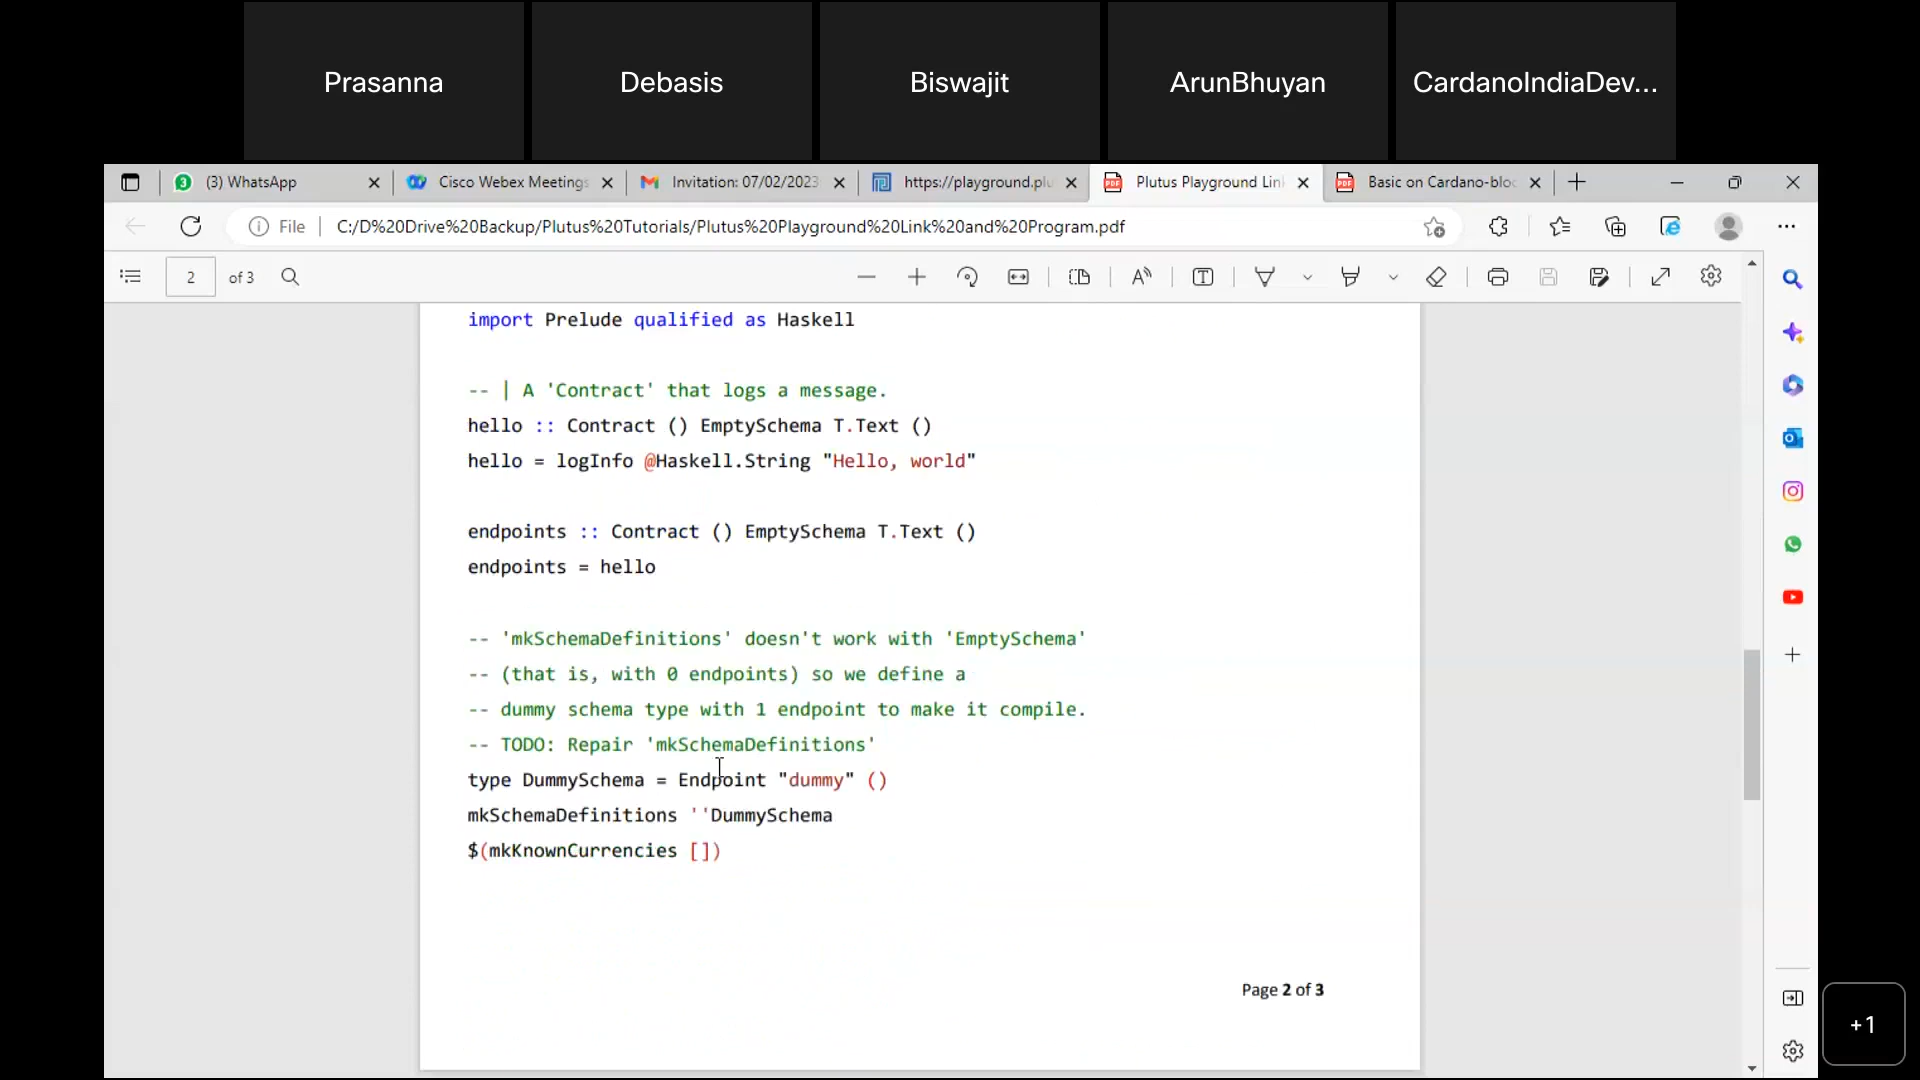 Prasanna
Debasis
Biswajit
ArunBhuyan
CardanoIndiaDev...
3 (3) WhatsApp
Cisco Webex Meetings
Invitation: 07/02/2023
https://playground.plu
Plutus Playground Lin
Basic on Cardano-bloc
File C:/D%20Drive%20Backup/Plutus%20Tutorials/Plutus%20Playground%20Link%20and%20Program.pdf
2 of 3
import Prelude qualified as Haskell
-- | A 'Contract' that logs a message.
hello :: Contract () EmptySchema T.Text ()
hello = logInfo @Haskell.String "Hello, world"
endpoints :: Contract () EmptySchema T.Text ()
endpoints = hello
-- 'mkSchemaDefinitions' doesn't work with 'EmptySchema'
-- (that is, with 0 endpoints) so we define a
-- dummy schema type with 1 endpoint to make it compile.
-- TODO: Repair 'mkSchemaDefinitions'
type DummySchema = Endpoint "dummy" ()
mkSchemaDefinitions ''DummySchema
$(mkKnownCurrencies [])
Page 2 of 3
+1